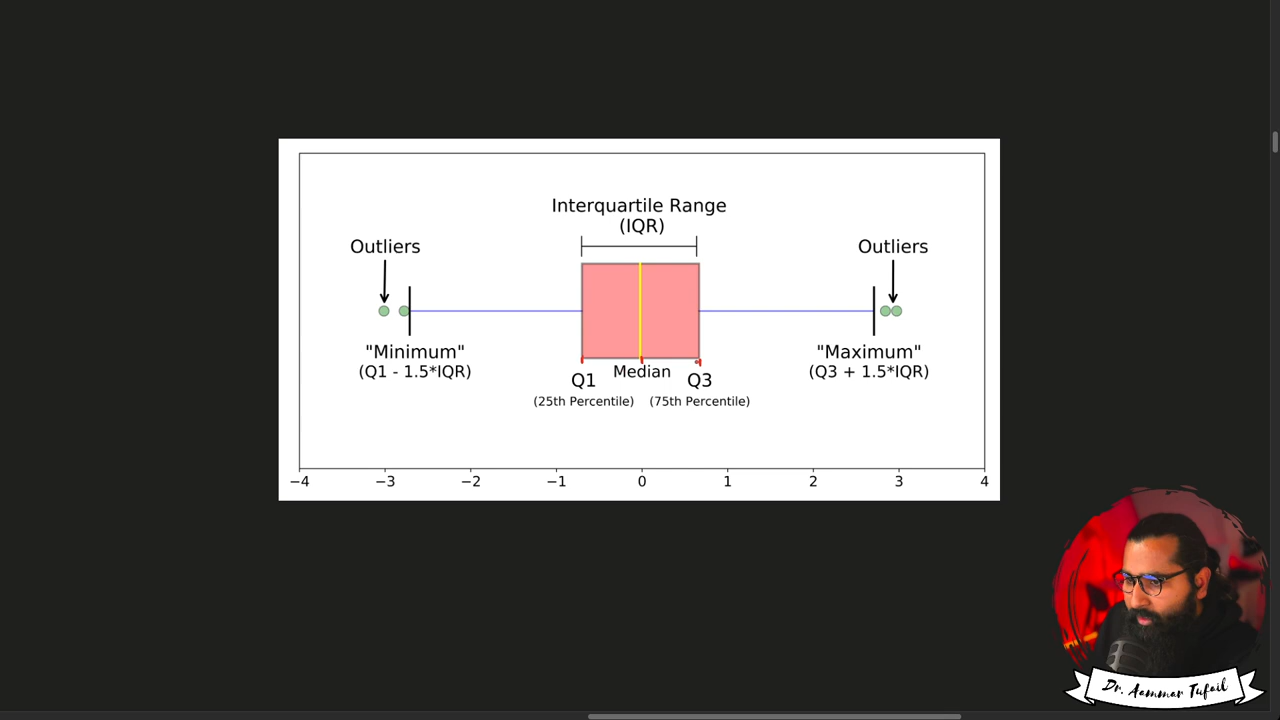 Interquartile Range
(IQR)
Outliers
Outliers
"Minimum"
(Q1 - 1.5*IQR)
"Maximum"
(Q3 + 1.5*IQR)
Median
Q1
Q3
(25th Percentile)
(75th Percentile)
−4 −3 −2 −1 0 1 2 3 4
Dr. Aammar Tufail